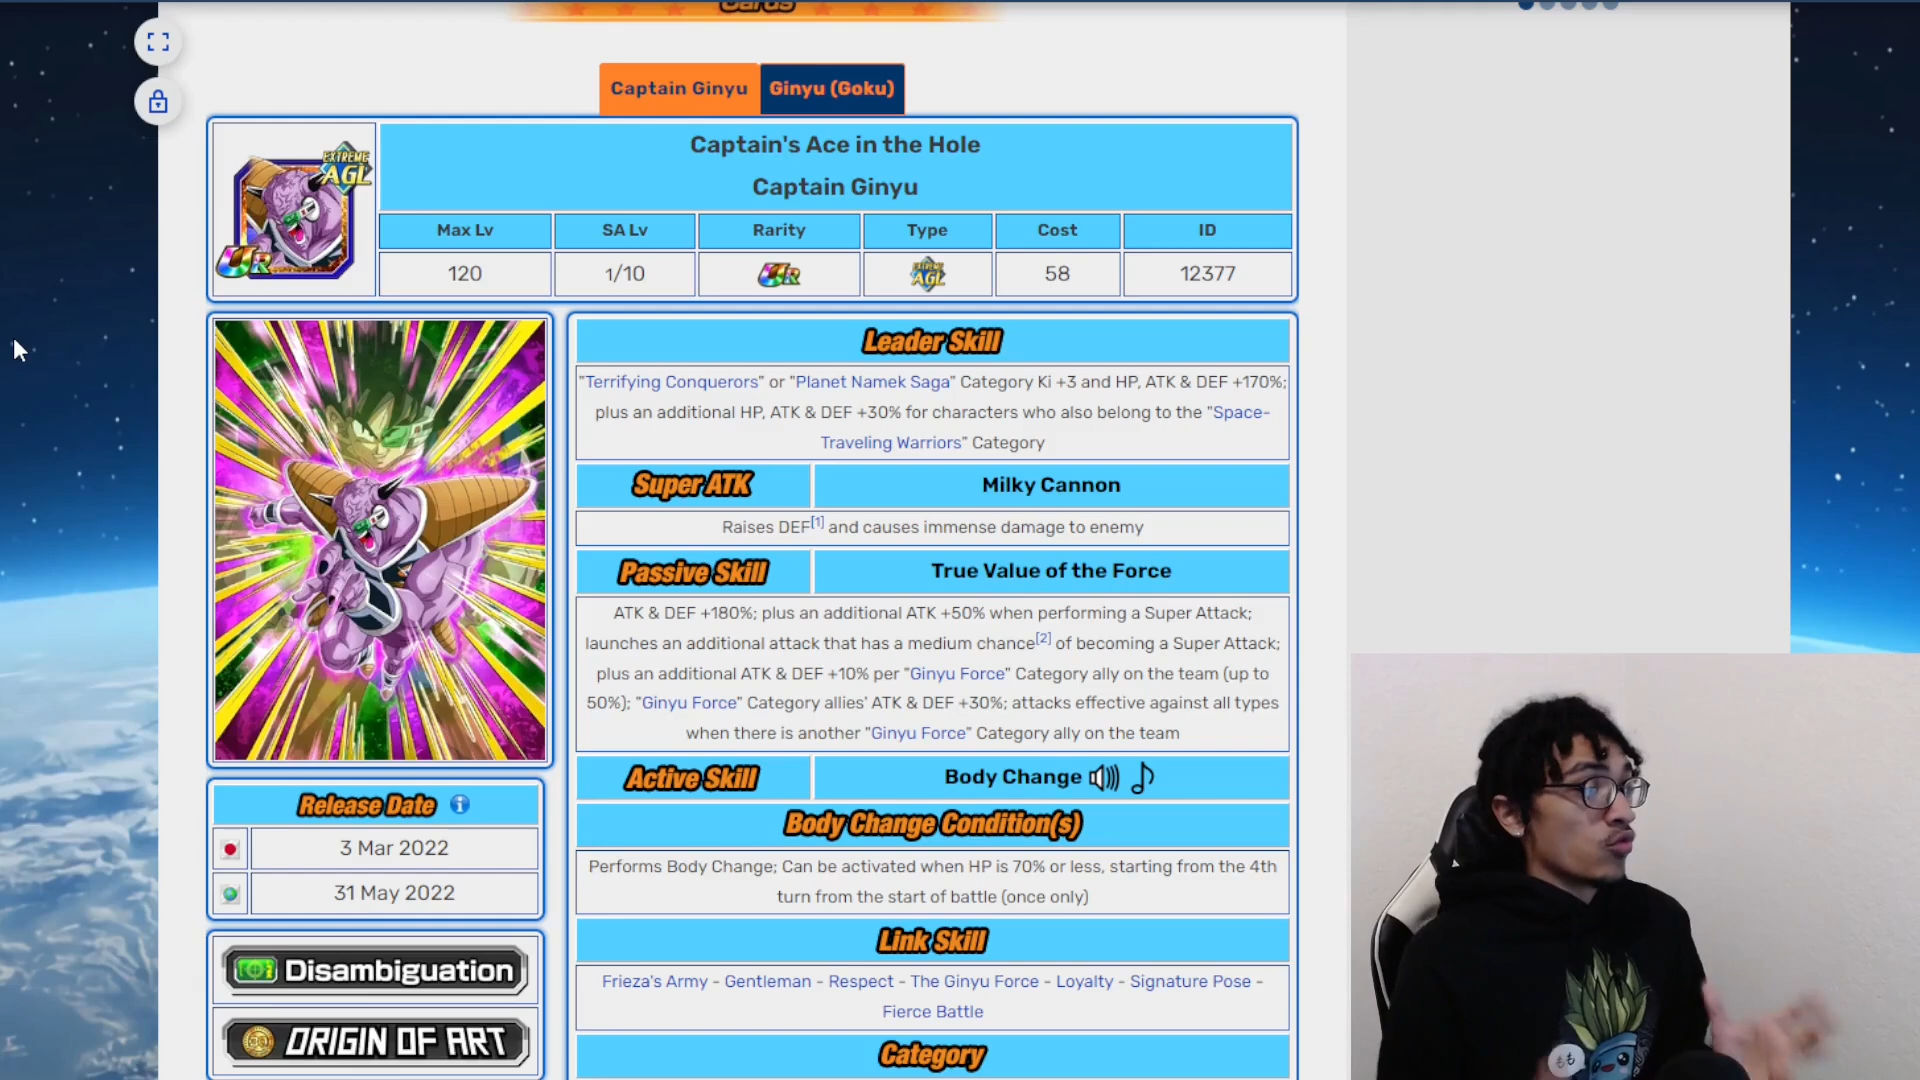 Cards
Captain Ginyu
Ginyu (Goku)
Captain's Ace in the Hole
Captain Ginyu
EXTREME
AGL
UR
Max Lv
SA Lv
Rarity
Type
Cost
ID
120
1/10
UR
EXTREME
AGL
58
12377
Leader Skill
"Terrifying Conquerors" or "Planet Namek Saga" Category Ki +3 and HP, ATK & DEF +170%;
plus an additional HP, ATK & DEF +30% for characters who also belong to the "Space-
Traveling Warriors" Category
Super ATK
Milky Cannon
Raises DEF[1] and causes immense damage to enemy
Passive Skill
True Value of the Force
ATK & DEF +180%; plus an additional ATK +50% when performing a Super Attack;
launches an additional attack that has a medium chance[2] of becoming a Super Attack;
plus an additional ATK & DEF +10% per "Ginyu Force" Category ally on the team (up to
50%); "Ginyu Force" Category allies' ATK & DEF +30%; attacks effective against all types
when there is another "Ginyu Force" Category ally on the team
Active Skill
Body Change
Body Change Condition(s)
Performs Body Change; Can be activated when HP is 70% or less, starting from the 4th
turn from the start of battle (once only)
Link Skill
Frieza's Army - Gentleman - Respect - The Ginyu Force - Loyalty - Signature Pose -
Fierce Battle
Category
Release Date
3 Mar 2022
31 May 2022
Disambiguation
ORIGIN OF ART
もも